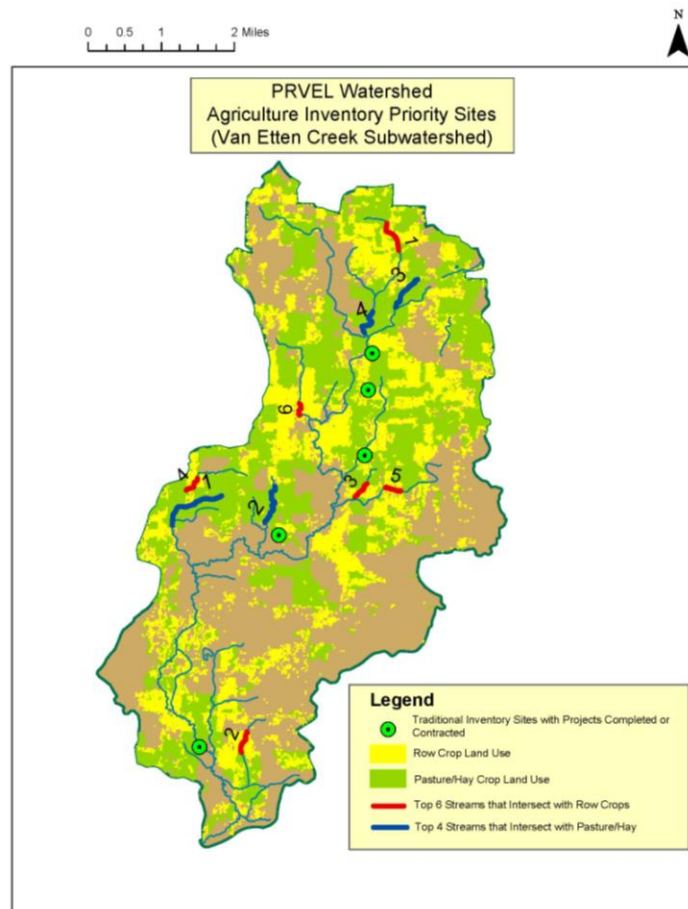 0 1 2 Miles
N
PRVEL Watershed
Agriculture Inventory Priority Sites
(Van Etten Creek Subwatershed)
1
3
4
6
4
1
2
3
5
2
Legend
Traditional Inventory Sites with Projects Completed or
Contracted
Row Crop Land Use
Pasture/Hay Crop Land Use
Top 6 Streams that Intersect with Row Crops
Top 4 Streams that Intersect with Pasture/Hay